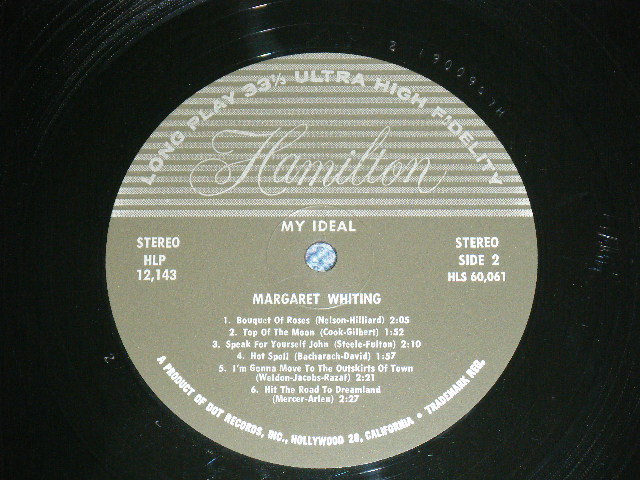 LONG PLAY 33⅓ ULTRA HIGH FIDELITY
Hamilton
MY IDEAL
STEREO
HLP
12,143
STEREO
SIDE 2
HLS 60,061
MARGARET WHITING
1. Bouquet Of Roses (Nelson-Hilliard) 2:05
2. Top Of The Moon (Cook-Gilbert) 1:52
3. Speak For Yourself John (Steele-Fulton) 2:10
4. Hot Spell (Bacharach-David) 1:57
5. I'm Gonna Move To The Outskirts Of Town
(Weldon-Jacobs-Razaf) 2:21
6. Hit The Road To Dreamland
(Mercer-Arlen) 2:27
A PRODUCT OF DOT RECORDS, INC., HOLLYWOOD 28, CALIFORNIA • TRADEMARK REG.